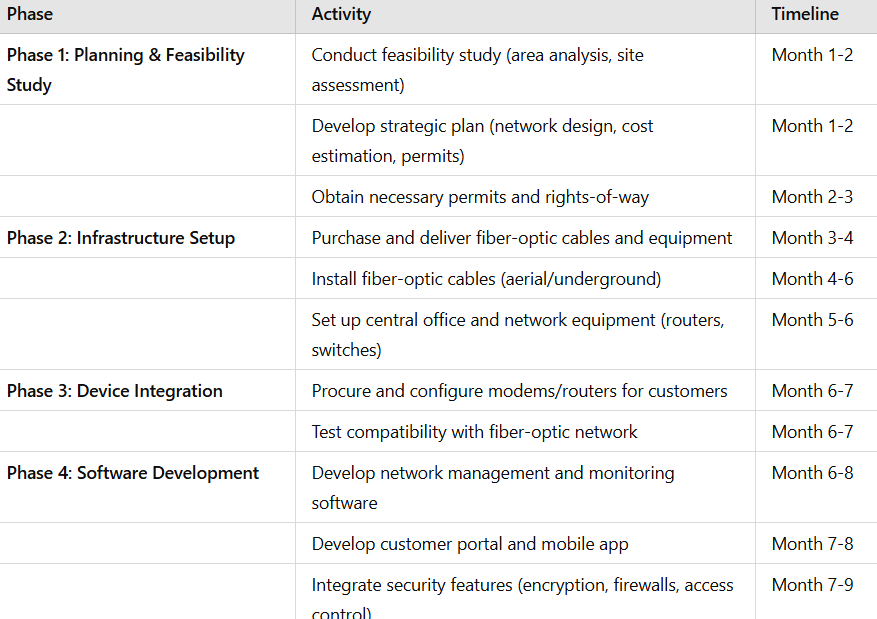 Phase Activity Timeline
Phase 1: Planning & Feasibility Conduct feasibility study (area analysis, site Month 1-2
Study assessment)
Develop strategic plan (network design, cost Month 1-2
estimation, permits)
Obtain necessary permits and rights-of-way Month 2-3
Phase 2: Infrastructure Setup Purchase and deliver fiber-optic cables and equipment Month 3-4
Install fiber-optic cables (aerial/underground) Month 4-6
Set up central office and network equipment (routers, Month 5-6
switches)
Phase 3: Device Integration Procure and configure modems/routers for customers Month 6-7
Test compatibility with fiber-optic network Month 6-7
Phase 4: Software Development Develop network management and monitoring Month 6-8
software
Develop customer portal and mobile app Month 7-8
Integrate security features (encryption, firewalls, access Month 7-9
control)